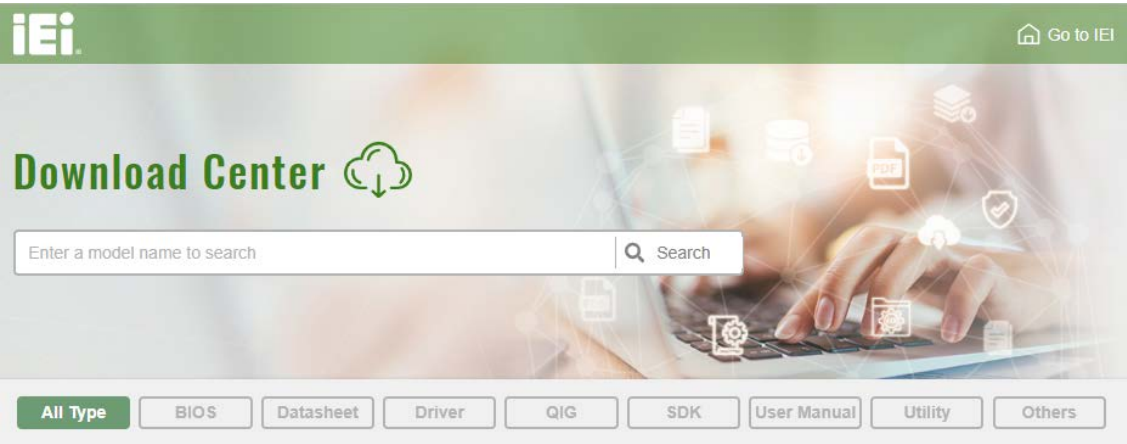 iEi
Go to IEI
Download Center
Enter a model name to search
Search
PDF
All Type
BIOS
Datasheet
Driver
QIG
SDK
User Manual
Utility
Others